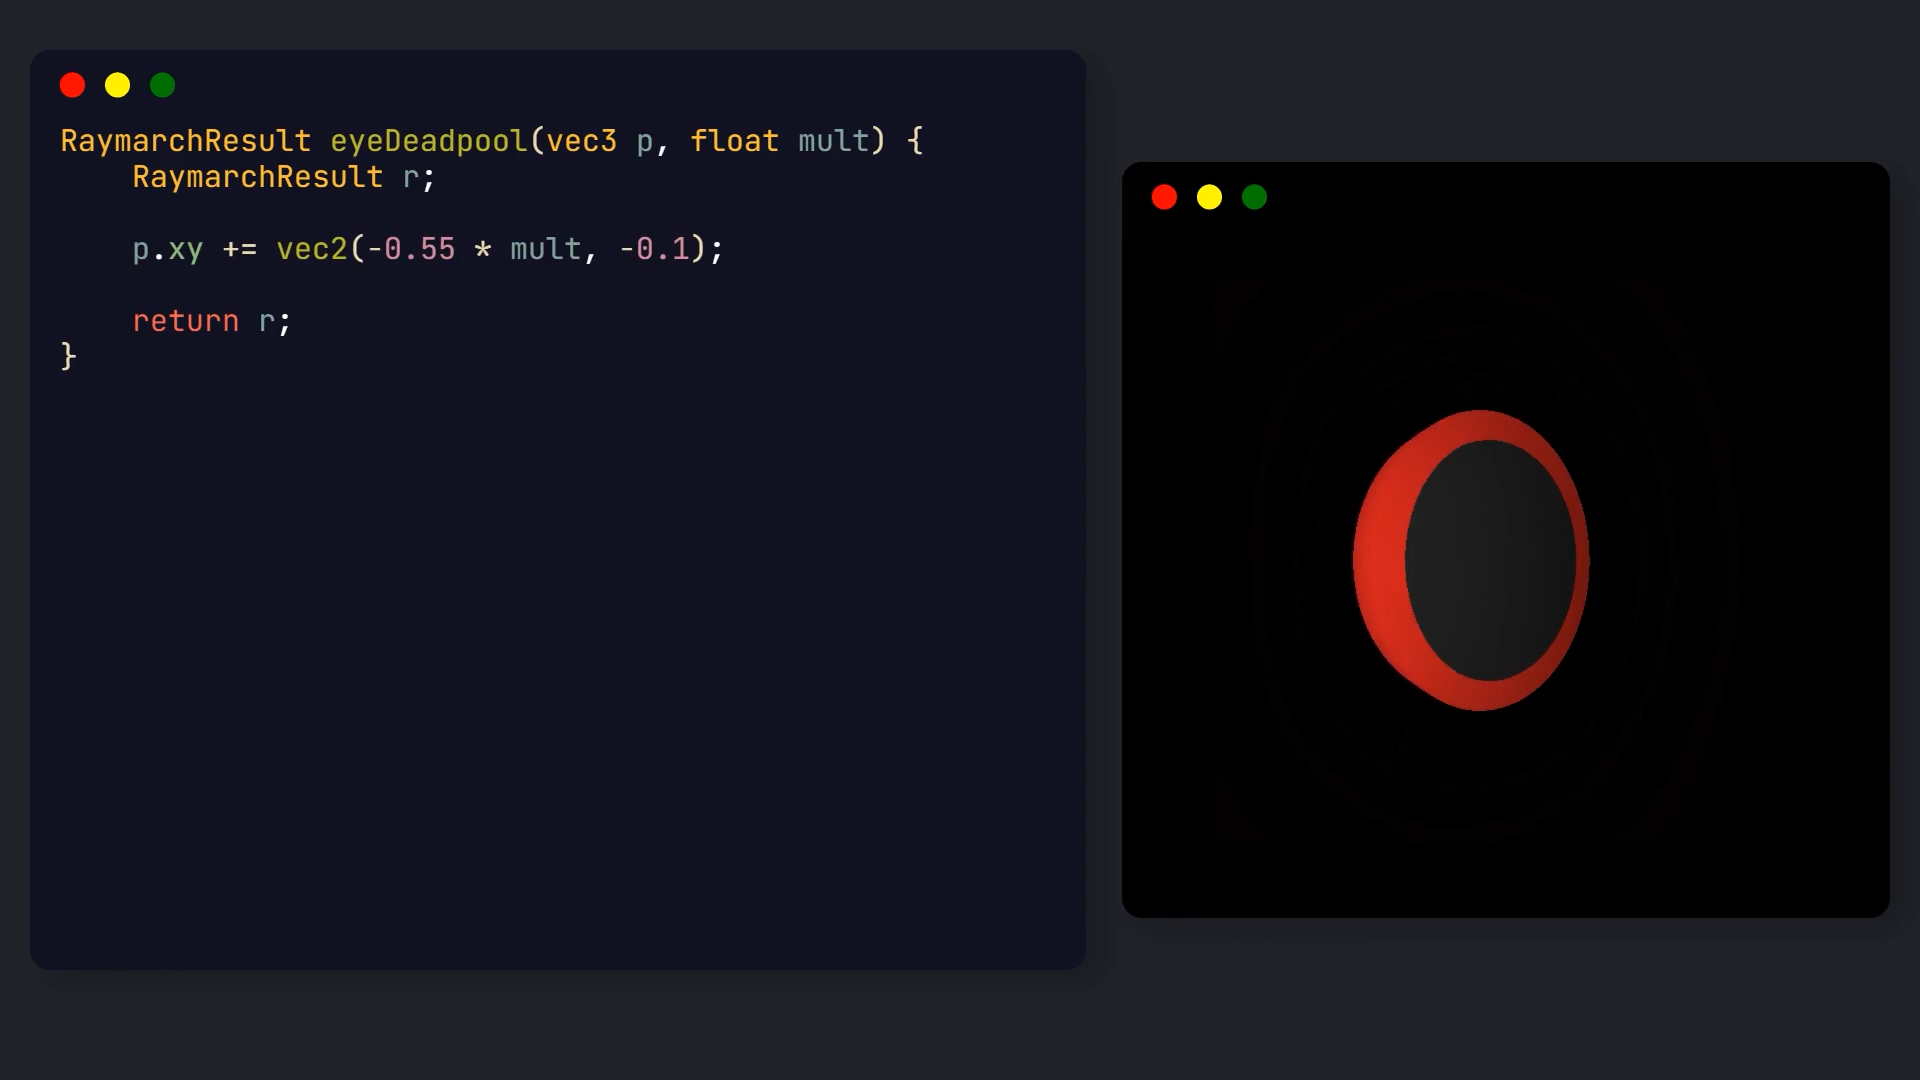 RaymarchResult eyeDeadpool(vec3 p, float mult) {
    RaymarchResult r;
    p.xy += vec2(-0.55 * mult, -0.1);
    return r;
}